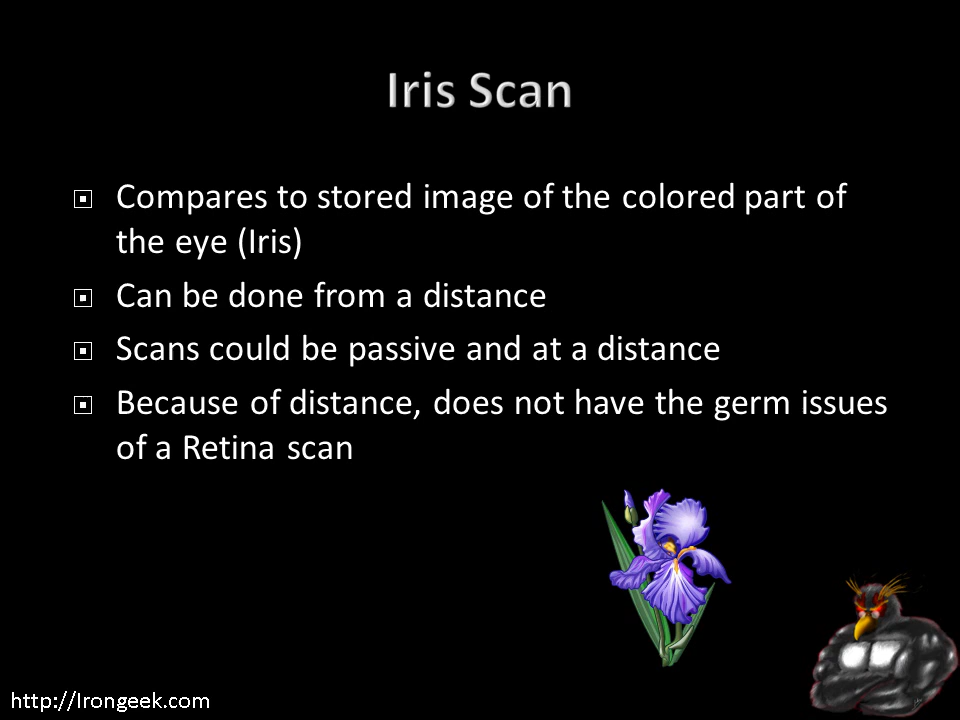 Iris Scan
Compares to stored image of the colored part of
the eye (Iris)
Can be done from a distance
Scans could be passive and at a distance
Because of distance, does not have the germ issues
of a Retina scan
http://Irongeek.com